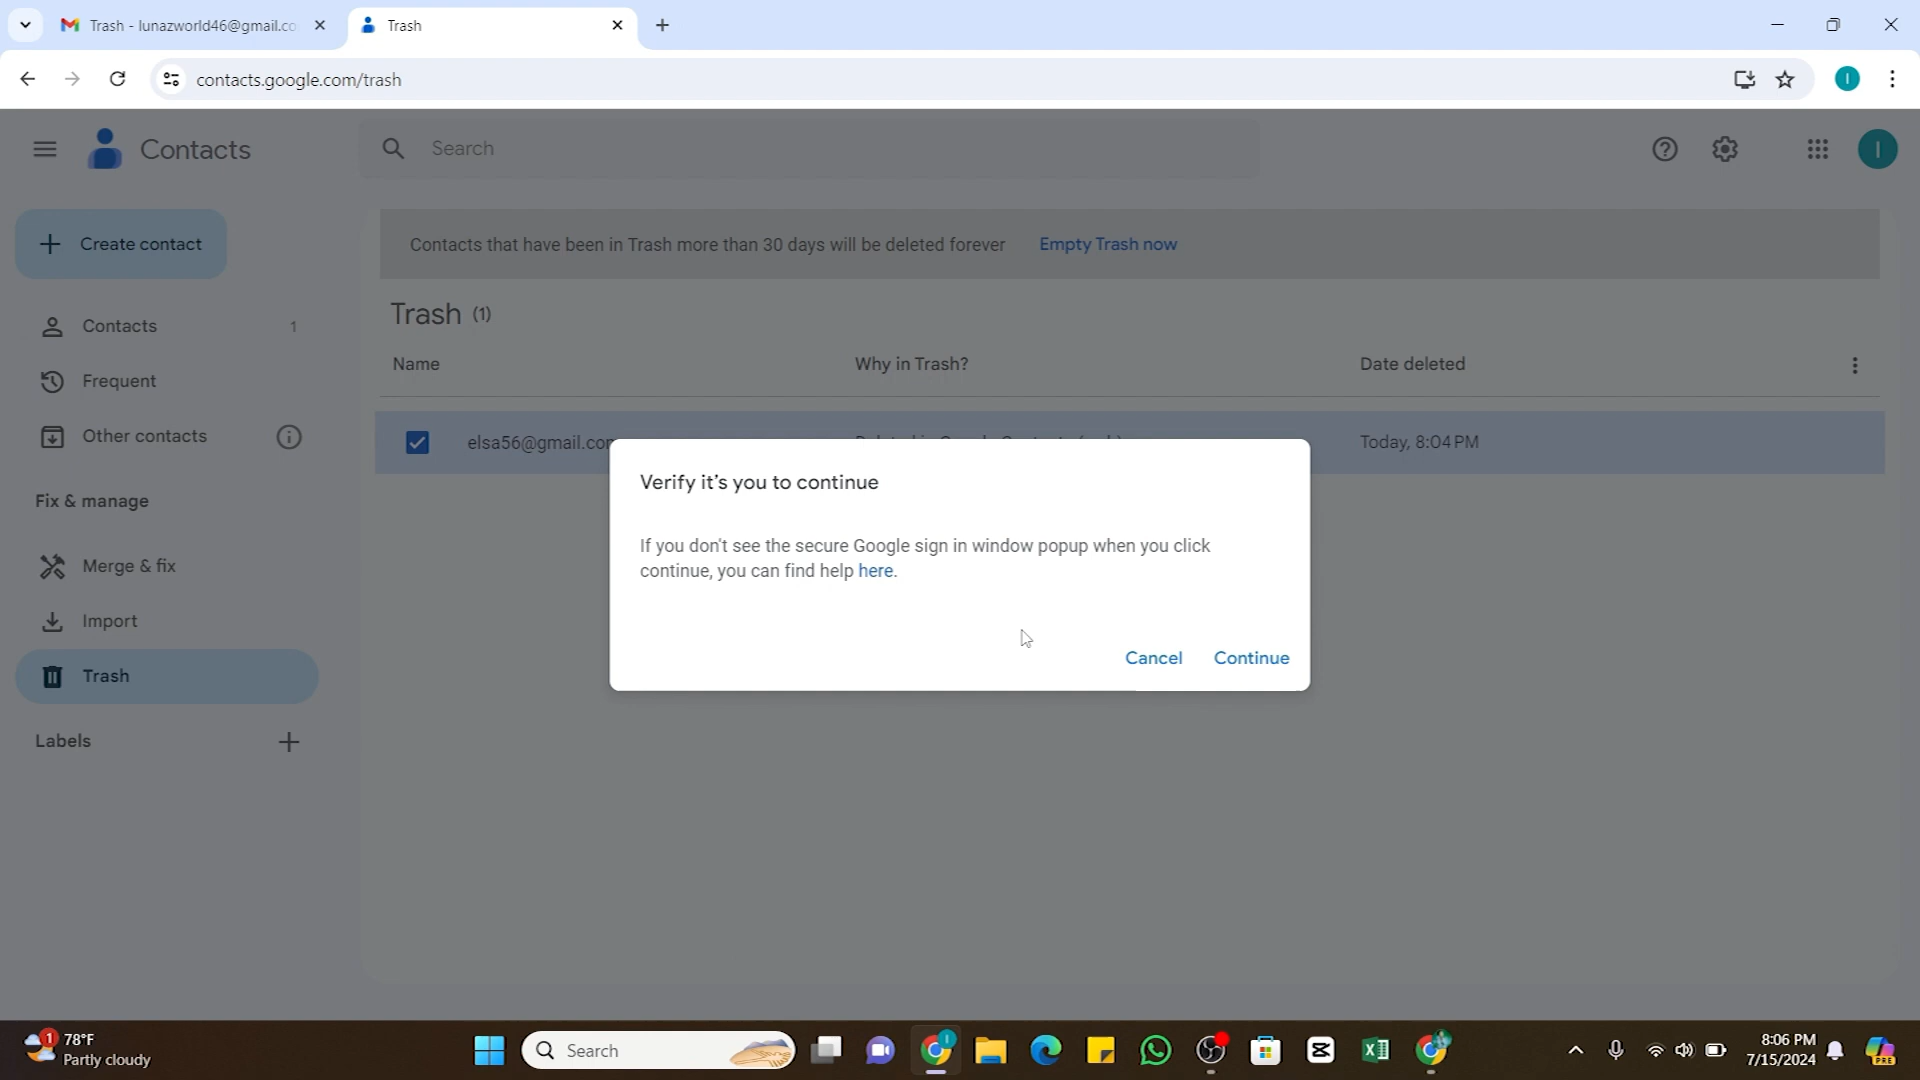 Trash - lunazworld46@gmail.co
Trash
contacts.google.com/trash
I
Contacts
Search
I
Create contact
Contacts that have been in Trash more than 30 days will be deleted forever
Empty Trash now
Trash (1)
Contacts
1
Name
Why in Trash?
Date deleted
Frequent
Other contacts
elsa56@gmail.com
Today, 8:04 PM
Verify it's you to continue
Fix & manage
If you don't see the secure Google sign in window popup when you click
continue, you can find help here.
Merge & fix
Import
Cancel
Continue
Trash
Labels
1
78°F
Partly cloudy
Search
8:06 PM
7/15/2024
PRE